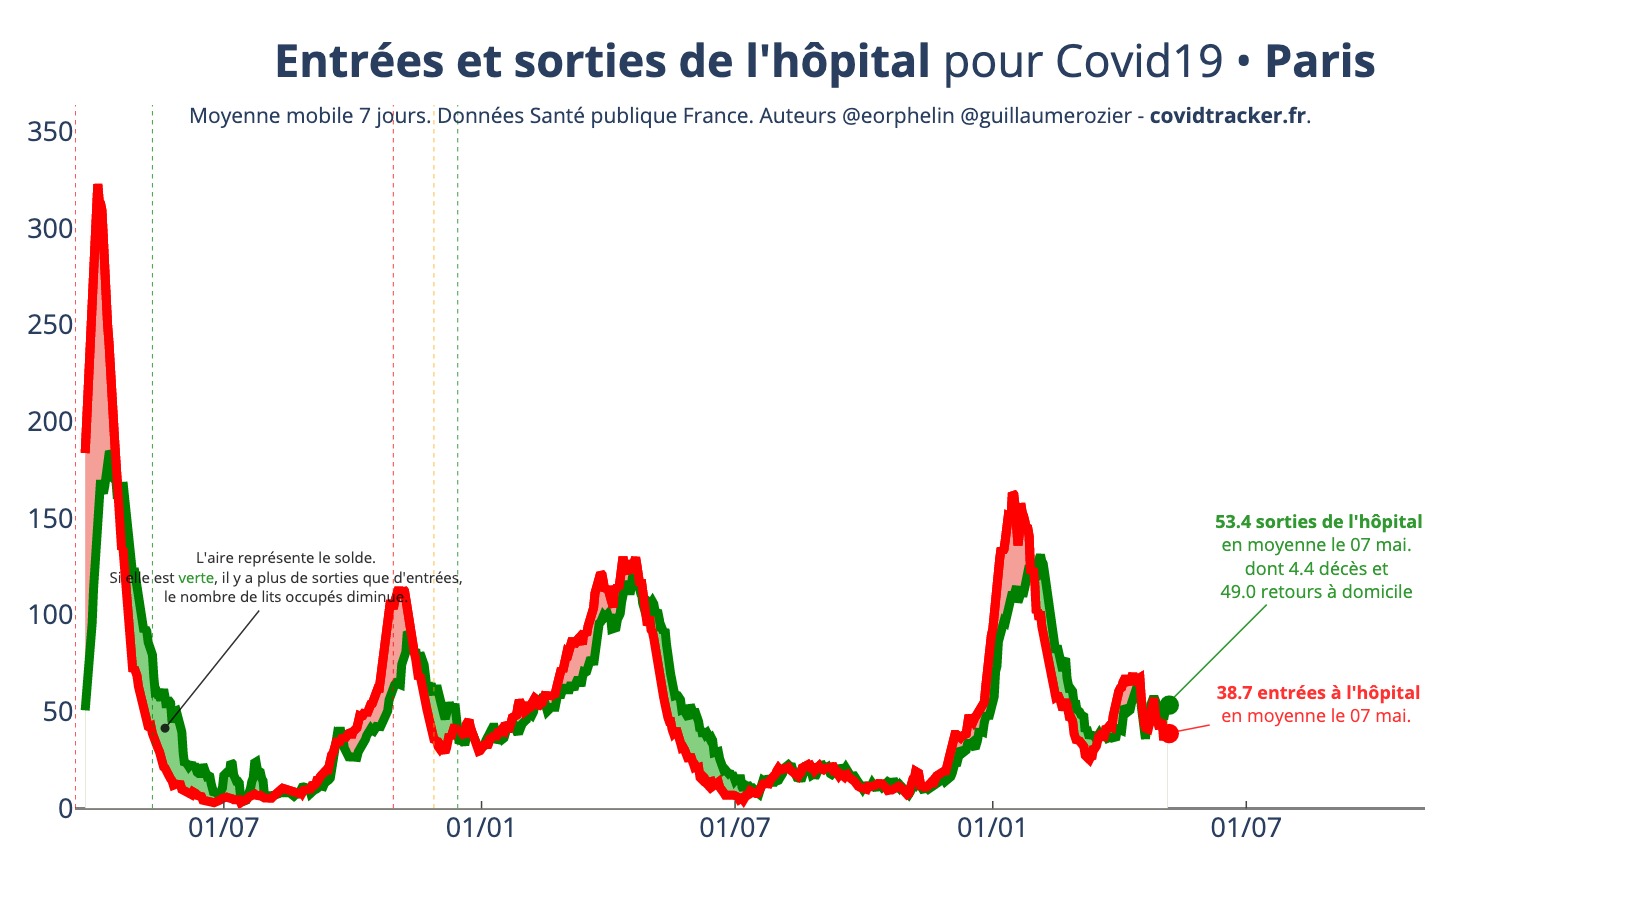 Entrées et sorties de l'hôpital pour Covid19 • Paris
Moyenne mobile 7 jours. Données Santé publique France. Auteurs @eorphelin @guillaumerozier - covidtracker.fr.
350
300
250
200
150
100
50
0
L'aire représente le solde.
Si elle est verte, il y a plus de sorties que d'entrées,
le nombre de lits occupés diminue.
53.4 sorties de l'hôpital
en moyenne le 07 mai.
dont 4.4 décès et
49.0 retours à domicile
38.7 entrées à l'hôpital
en moyenne le 07 mai.
01/07
01/01
01/07
01/01
01/07